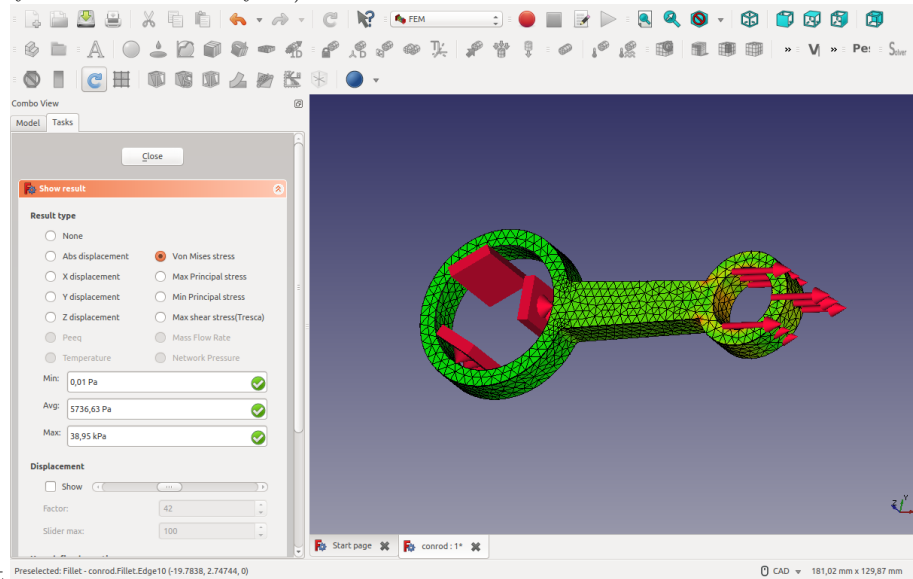 FEM
Pe:
Solver
Combo View
Model Tasks
Close
Show result
Result type
None
Abs displacement Von Mises stress
X displacement Max Principal stress
Y displacement Min Principal stress
Z displacement Max shear stress(Tresca)
Peeq Mass Flow Rate
Temperature Network Pressure
Min: 0,01 Pa
Avg: 5736,63 Pa
Max: 38,95 kPa
Displacement
Show
Factor: 42
Slider max: 100
Z Y
Start page conrod : 1*
Preselected: Fillet - conrod.Fillet.Edge10 (-19.7838, 2.74744, 0) CAD 181,02 mm x 129,87 mm